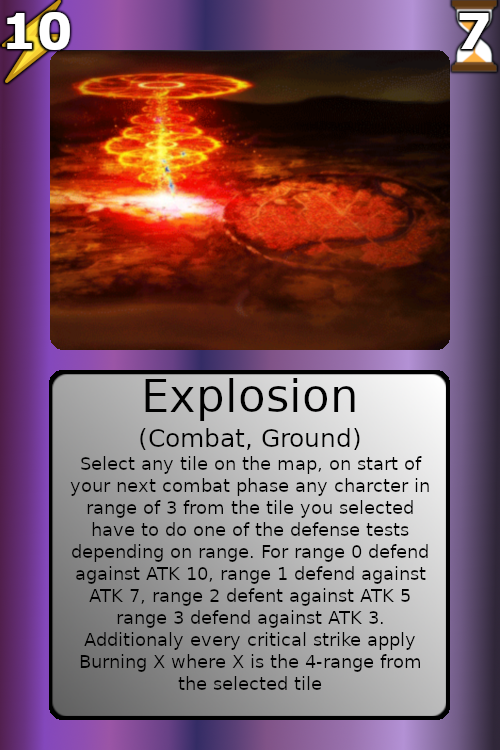 10
7
Explosion
(Combat, Ground)
Select any tile on the map, on start of
your next combat phase any charcter in
range of 3 from the tile you selected
have to do one of the defense tests
depending on range. For range 0 defend
against ATK 10, range 1 defend against
ATK 7, range 2 defent against ATK 5
range 3 defend against ATK 3.
Additionaly every critical strike apply
Burning X where X is the 4-range from
the selected tile